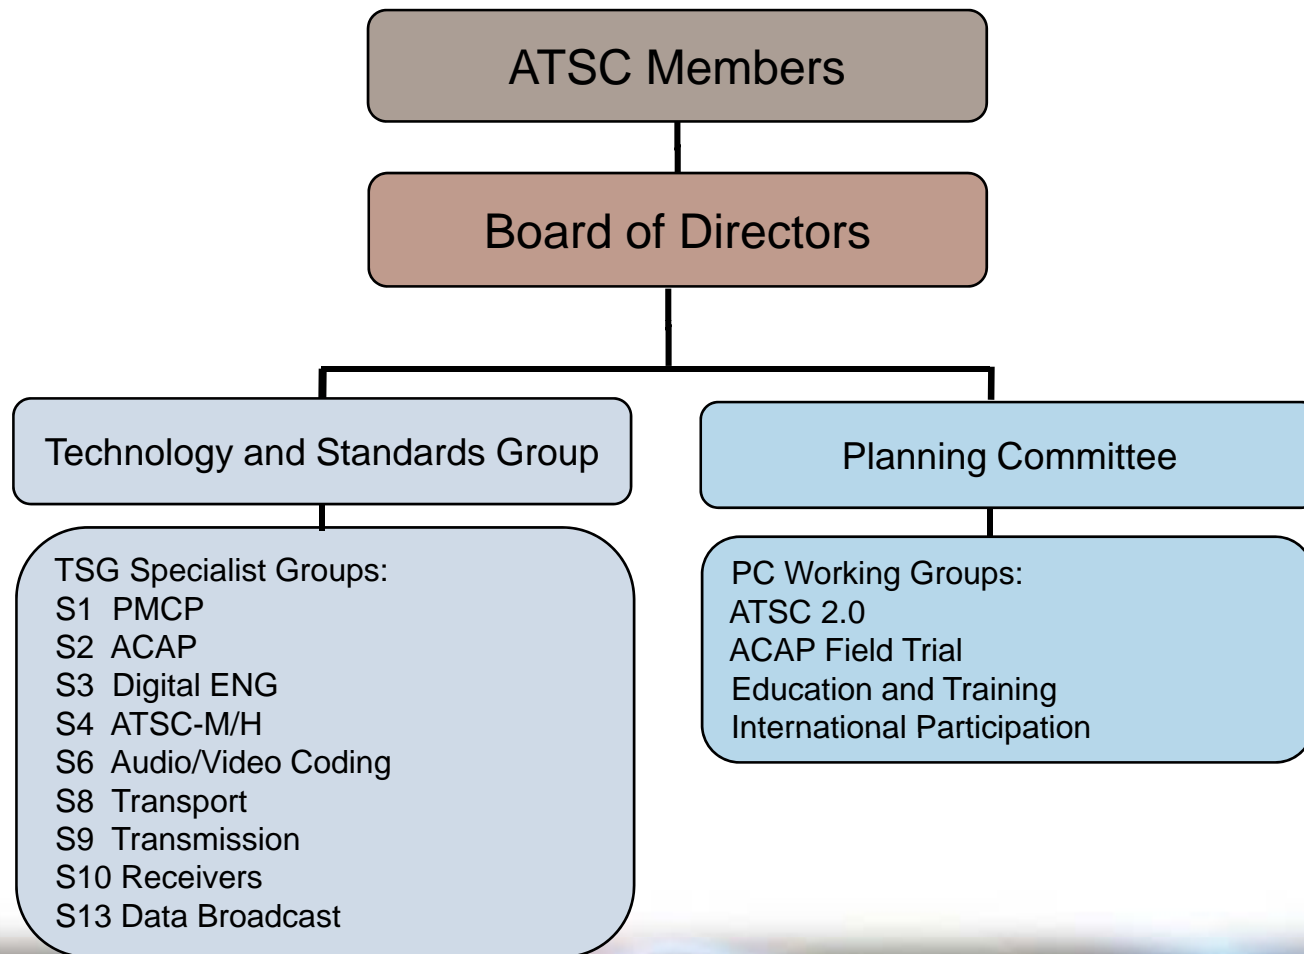 ATSC Members
Board of Directors
Technology and Standards Group
Planning Committee
TSG Specialist Groups:
S1 PMCP
S2 ACAP
S3 Digital ENG
S4 ATSC-M/H
S6 Audio/Video Coding
S8 Transport
S9 Transmission
S10 Receivers
S13 Data Broadcast
PC Working Groups:
ATSC 2.0
ACAP Field Trial
Education and Training
International Participation